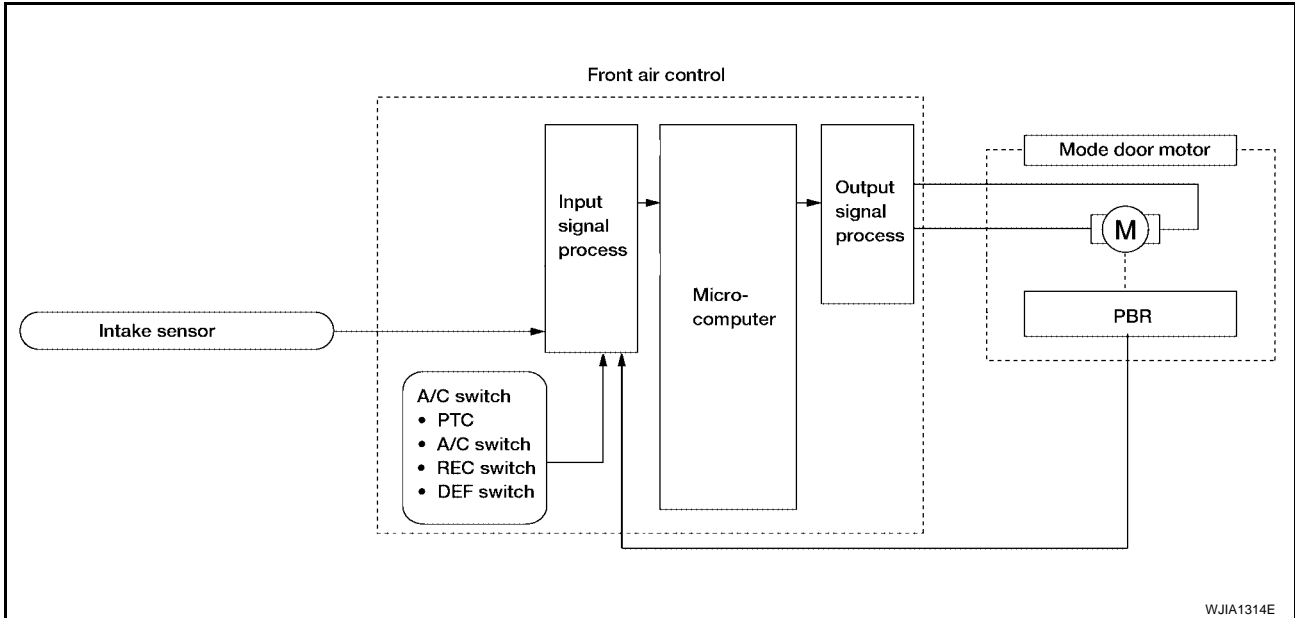 Front air control
Mode door motor
Input
signal
process
Output
signal
process
M
Micro-
computer
PBR
Intake sensor
A/C switch
• PTC
• A/C switch
• REC switch
• DEF switch
WJIA1314E